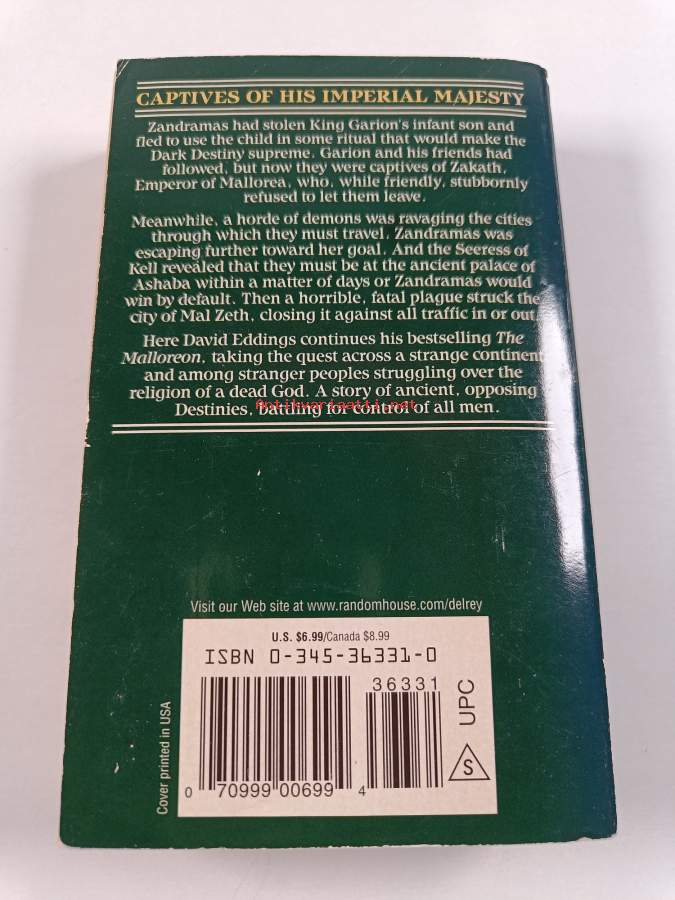 CAPTIVES OF HIS IMPERIAL MAJESTY
Zandramas had stolen King Garion's infant son and
fled to use the child in some ritual that would make the
Dark Destiny supreme. Garion and his friends had
followed, but now they were captives of Zakath,
Emperor of Mallorea, who, while friendly, stubbornly
refused to let them leave.
Meanwhile, a horde of demons was ravaging the cities
through which they must travel. Zandramas was
escaping further toward her goal. And the Seeress of
Kell revealed that they must be at the ancient palace of
Ashaba within a matter of days or Zandramas would
win by default. Then a horrible, fatal plague struck the
city of Mal Zeth, closing it against all traffic in or out.
Here David Eddings continues his bestselling The
Malloreon, taking the quest across a strange continent
and among stranger peoples struggling over the
religion of a dead God. A story of ancient, opposing
Destinies, battling for control of all men.
Antikvariaatti.net
Visit our Web site at www.randomhouse.com/delrey
U.S. $6.99/Canada $8.99
ISBN 0-345-36331-0
36331
UPC
S
0 70999 00699 4
Cover printed in USA